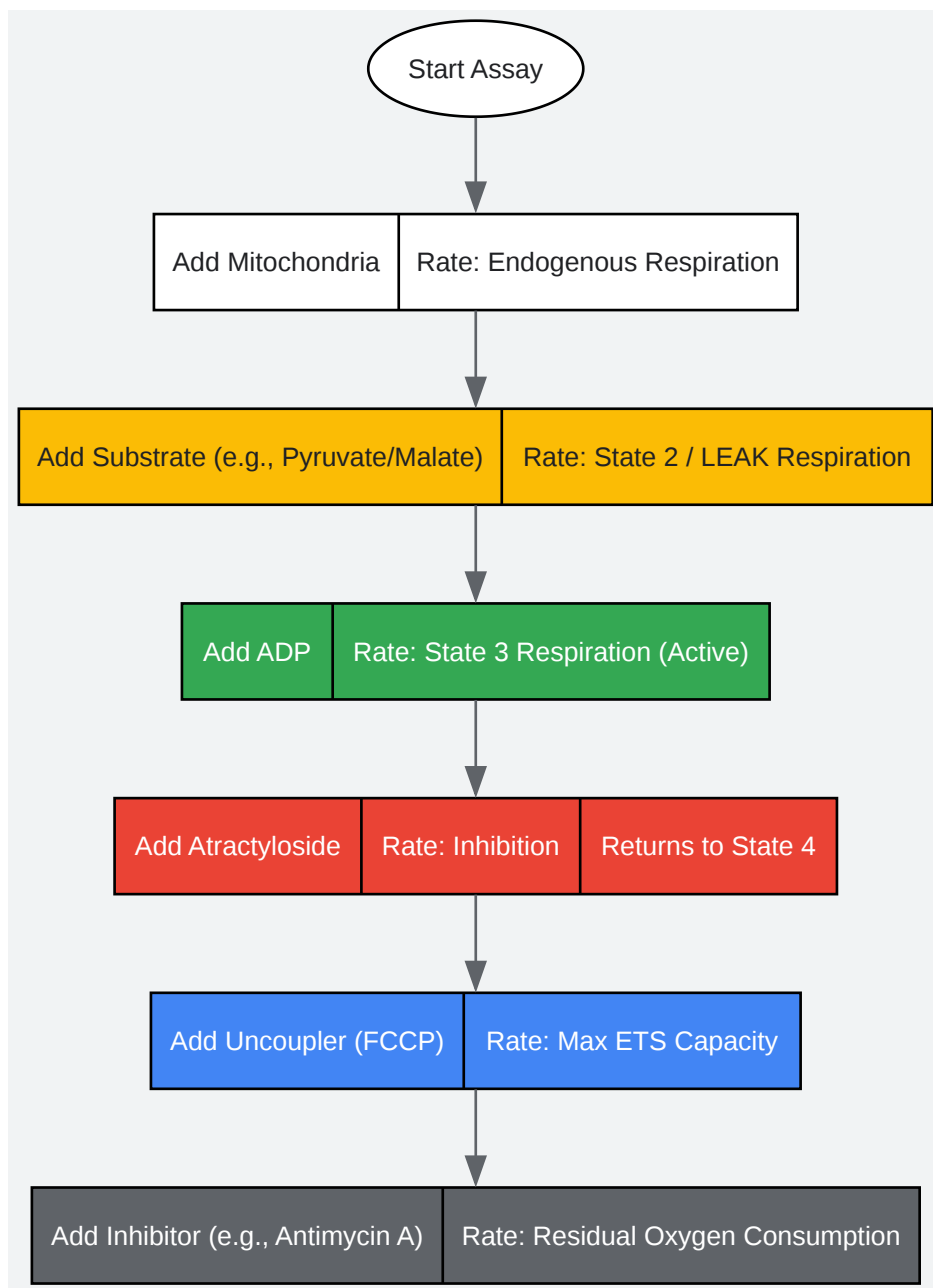 Start Assay
Add Mitochondria
Rate: Endogenous Respiration
Add Substrate (e.g., Pyruvate/Malate)
Rate: State 2 / LEAK Respiration
Add ADP
Rate: State 3 Respiration (Active)
Add Atractyloside
Rate: Inhibition
Returns to State 4
Add Uncoupler (FCCP)
Rate: Max ETS Capacity
Add Inhibitor (e.g., Antimycin A)
Rate: Residual Oxygen Consumption